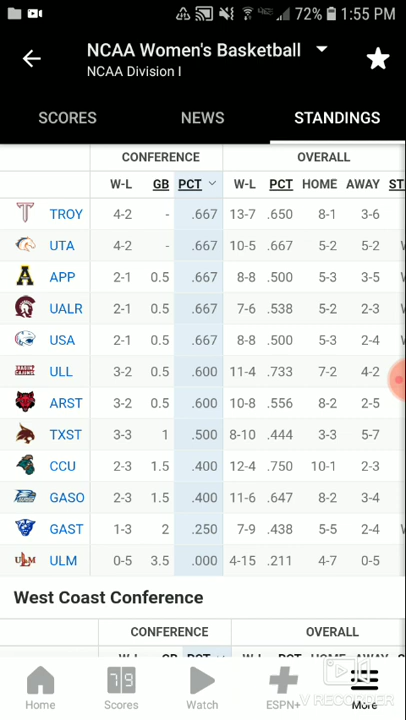 72% 1:55 PM
NCAA Women's Basketball
NCAA Division I
SCORES NEWS STANDINGS
CONFERENCE OVERALL
W-L GB PCT W-L PCT HOME AWAY ST
TROY 4-2 - .667 13-7 .650 8-1 3-6
UTA 4-2 - .667 10-5 .667 5-2 5-2
APP 2-1 0.5 .667 8-8 .500 5-3 3-5
UALR 2-1 0.5 .667 7-6 .538 5-2 2-3
USA 2-1 0.5 .667 8-8 .500 5-3 2-4
ULL 3-2 0.5 .600 11-4 .733 7-2 4-2
ARST 3-2 0.5 .600 10-8 .556 8-2 2-5
TXST 3-3 1 .500 8-10 .444 3-3 5-7
CCU 2-3 1.5 .400 12-4 .750 10-1 2-3
GASO 2-3 1.5 .400 11-6 .647 8-2 3-4
GAST 1-3 2 .250 7-9 .438 5-5 2-4
ULM 0-5 3.5 .000 4-15 .211 4-7 0-5
West Coast Conference
CONFERENCE OVERALL
W-L GB PCT W-L PCT HOME AWAY ST
Home Scores Watch ESPN+ More
V RECORDER